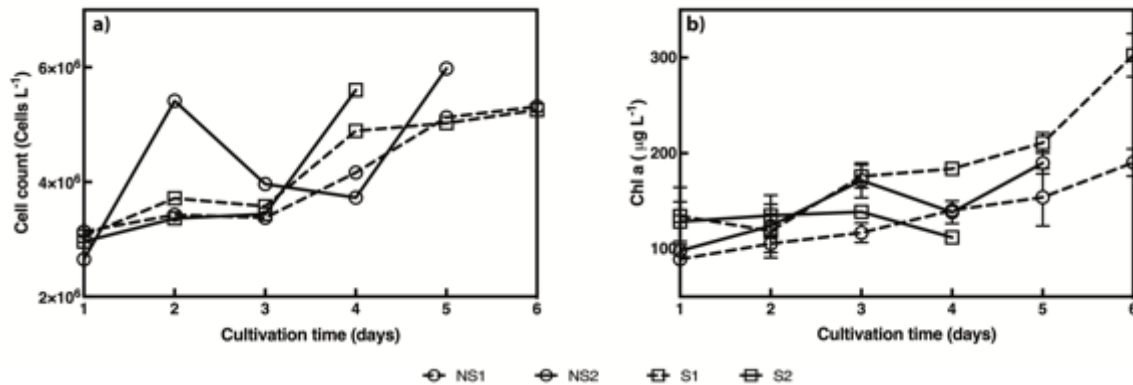 a)
Cell count (Cells L⁻¹)
6×10⁶
4×10⁶
2×10⁶
1 2 3 4 5 6
Cultivation time (days)
b)
Chl a ( µg L⁻¹)
300
200
100
1 2 3 4 5 6
Cultivation time (days)
NS1 NS2 S1 S2